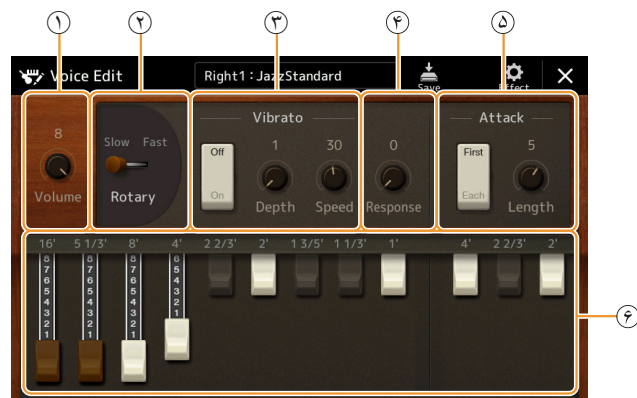 ۱ ۲ ۳ ۴ ۵
Voice Edit Right1 : JazzStandard Save Effect
Vibrato Attack
8 Slow Fast Off 1 30 0 First 5
On Each
Volume Rotary Depth Speed Response Length
16' 5 1/3' 8' 4' 2 2/3' 2' 1 3/5' 1 1/3' 1' 4' 2 2/3' 2'
8 8 8 6
7 7 7 5
6 6 6 4
5 5 5 3
4 4 4 2
3 3 3 1
2 2 2
1 1 1
۶